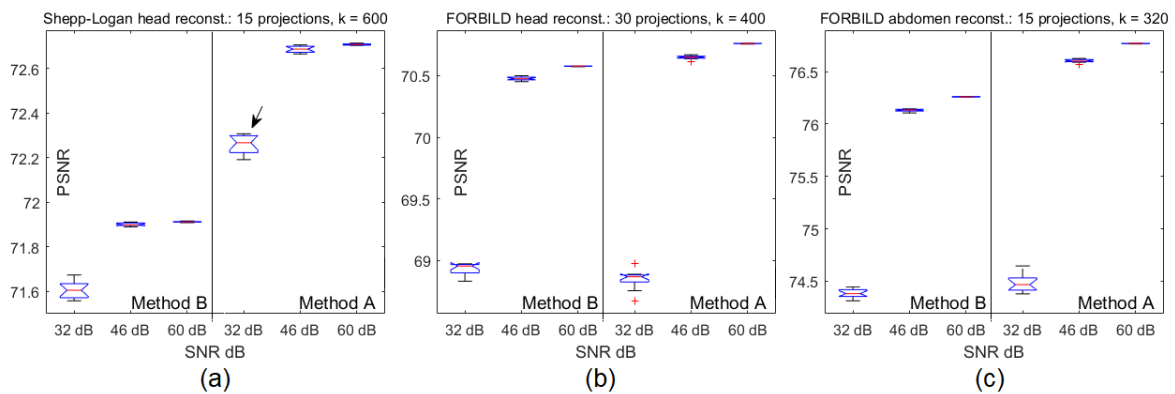 Shepp-Logan head reconst.: 15 projections, k = 600
PSNR
72.6
72.4
72.2
72
71.8
71.6
Method B
Method A
32 dB 46 dB 60 dB 32 dB 46 dB 60 dB
SNR dB
(a)
FORBILD head reconst.: 30 projections, k = 400
PSNR
70.5
70
69.5
69
Method B
Method A
32 dB 46 dB 60 dB 32 dB 46 dB 60 dB
SNR dB
(b)
FORBILD abdomen reconst.: 15 projections, k = 320
PSNR
76.5
76
75.5
75
74.5
Method B
Method A
32 dB 46 dB 60 dB 32 dB 46 dB 60 dB
SNR dB
(c)